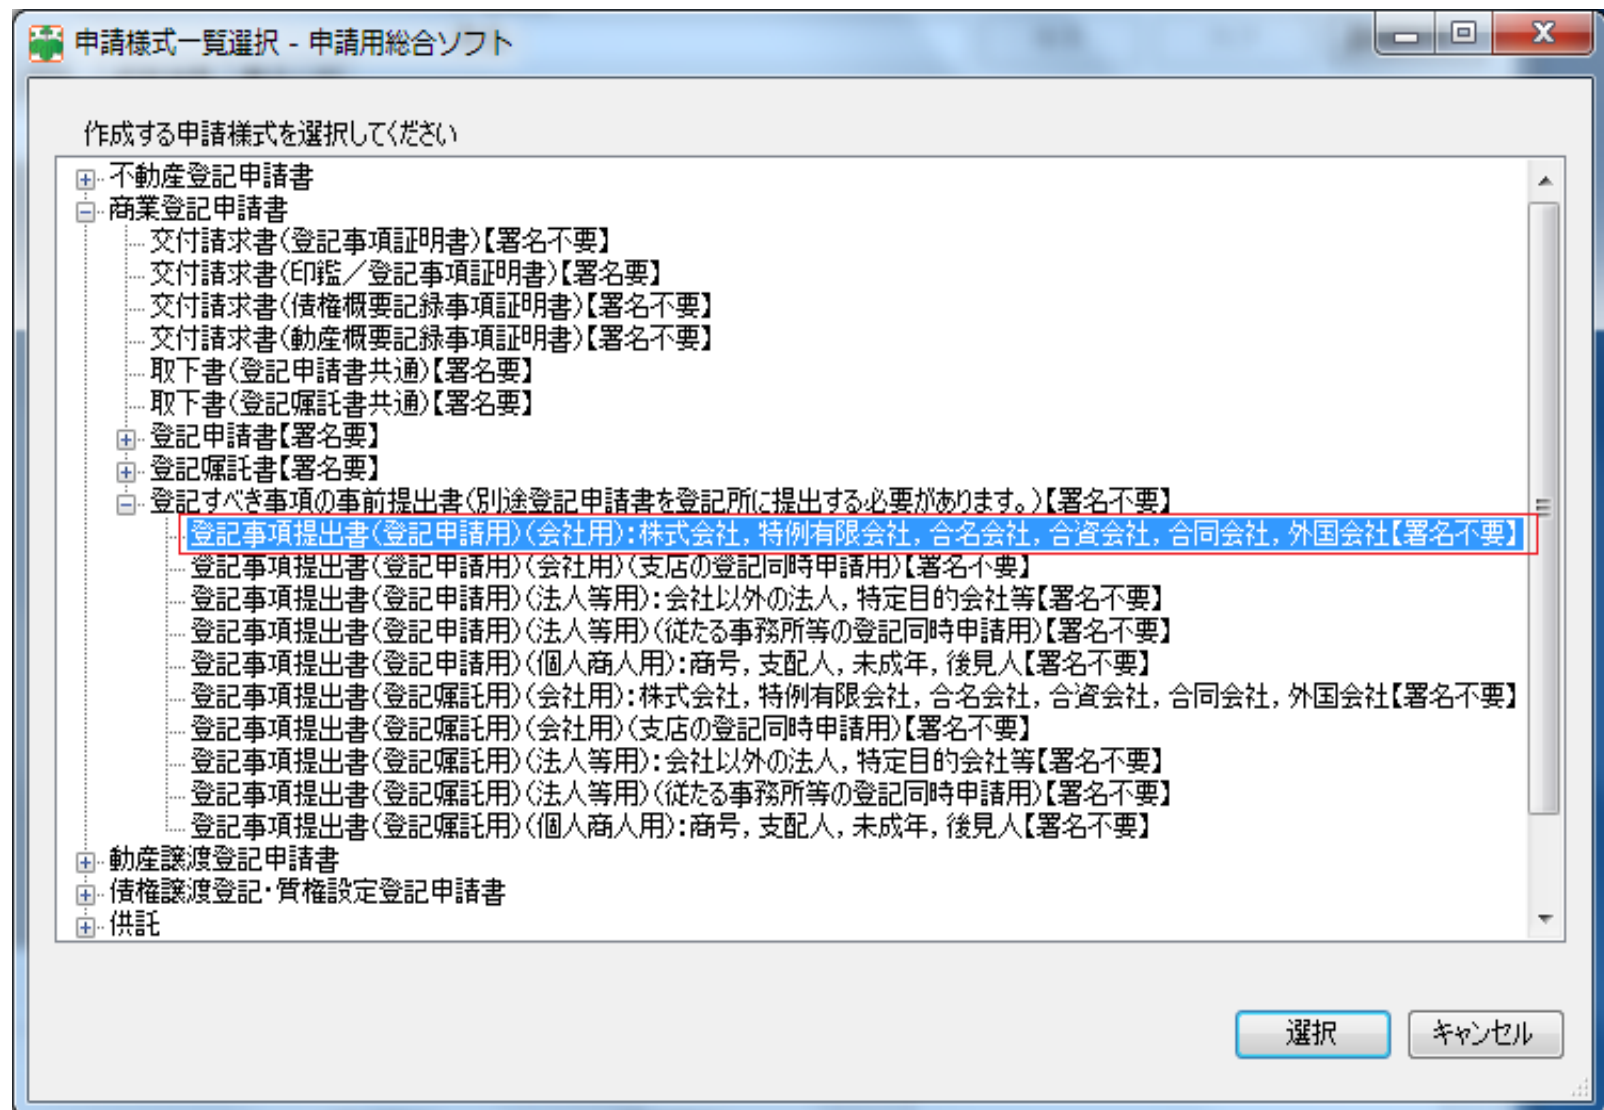 申請様式一覧選択 - 申請用総合ソフト
作成する申請様式を選択してください
不動産登記申請書
商業登記申請書
交付請求書(登記事項証明書)【署名不要】
交付請求書(印鑑／登記事項証明書)【署名要】
交付請求書(債権概要記録事項証明書)【署名不要】
交付請求書(動産概要記録事項証明書)【署名不要】
取下書(登記申請書共通)【署名要】
取下書(登記嘱託書共通)【署名要】
登記申請書【署名要】
登記嘱託書【署名要】
登記すべき事項の事前提出書(別途登記申請書を登記所に提出する必要があります。)【署名不要】
登記事項提出書(登記申請用)(会社用):株式会社, 特例有限会社, 合名会社, 合資会社, 合同会社, 外国会社【署名不要】
登記事項提出書(登記申請用)(会社用)(支店の登記同時申請用)【署名不要】
登記事項提出書(登記申請用)(法人等用):会社以外の法人, 特定目的会社等【署名不要】
登記事項提出書(登記申請用)(法人等用)(従たる事務所等の登記同時申請用)【署名不要】
登記事項提出書(登記申請用)(個人商人用):商号, 支配人, 未成年, 後見人【署名不要】
登記事項提出書(登記嘱託用)(会社用):株式会社, 特例有限会社, 合名会社, 合資会社, 合同会社, 外国会社【署名不要】
登記事項提出書(登記嘱託用)(会社用)(支店の登記同時申請用)【署名不要】
登記事項提出書(登記嘱託用)(法人等用):会社以外の法人, 特定目的会社等【署名不要】
登記事項提出書(登記嘱託用)(法人等用)(従たる事務所等の登記同時申請用)【署名不要】
登記事項提出書(登記嘱託用)(個人商人用):商号, 支配人, 未成年, 後見人【署名不要】
動産譲渡登記申請書
債権譲渡登記・質権設定登記申請書
供託
選択
キャンセル